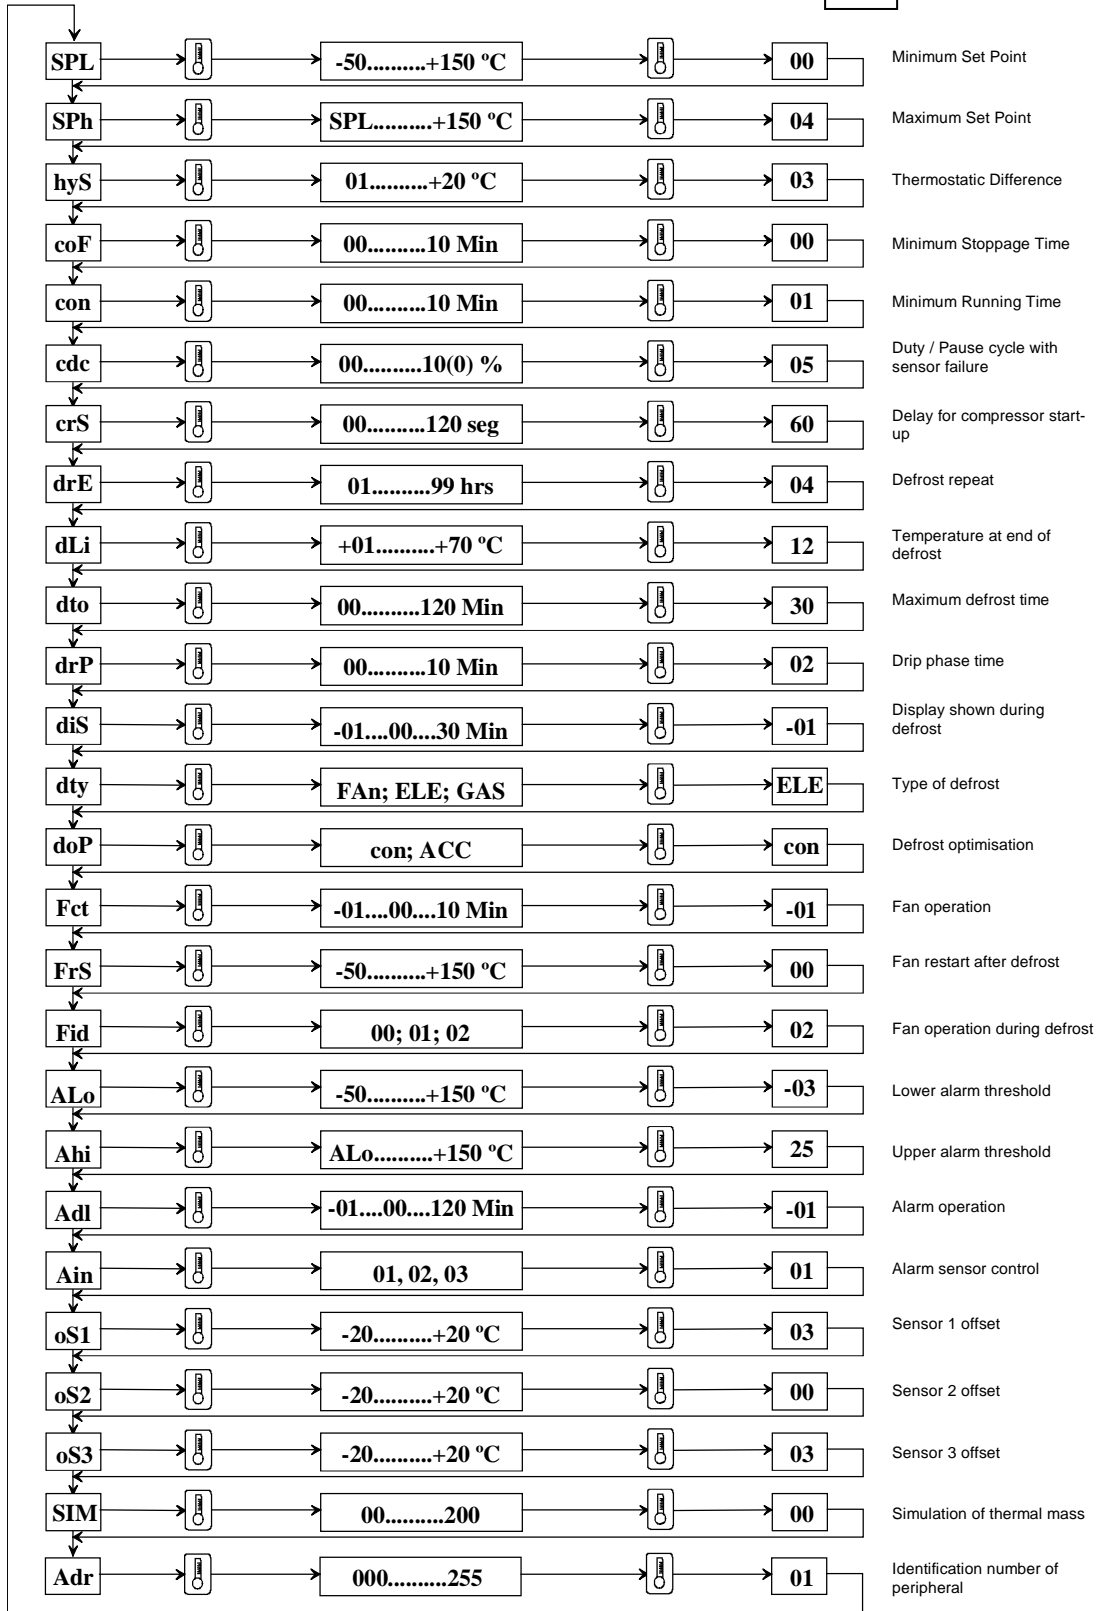 SPL -50..........+150 ºC 00 Minimum Set Point
SPh SPL..........+150 ºC 04 Maximum Set Point
hyS 01..........+20 ºC 03 Thermostatic Difference
coF 00..........10 Min 00 Minimum Stoppage Time
con 00..........10 Min 01 Minimum Running Time
cdc 00..........10(0) % 05 Duty / Pause cycle with
sensor failure
crS 00..........120 seg 60 Delay for compressor start-
up
drE 01..........99 hrs 04 Defrost repeat
dLi +01..........+70 ºC 12 Temperature at end of
defrost
dto 00..........120 Min 30 Maximum defrost time
drP 00..........10 Min 02 Drip phase time
diS -01....00....30 Min -01 Display shown during
defrost
dty FAn; ELE; GAS ELE Type of defrost
doP con; ACC con Defrost optimisation
Fct -01....00....10 Min -01 Fan operation
FrS -50..........+150 ºC 00 Fan restart after defrost
Fid 00; 01; 02 02 Fan operation during defrost
ALo -50..........+150 ºC -03 Lower alarm threshold
Ahi ALo..........+150 ºC 25 Upper alarm threshold
Adl -01....00....120 Min -01 Alarm operation
Ain 01, 02, 03 01 Alarm sensor control
oS1 -20..........+20 ºC 03 Sensor 1 offset
oS2 -20..........+20 ºC 00 Sensor 2 offset
oS3 -20..........+20 ºC 03 Sensor 3 offset
SIM 00..........200 00 Simulation of thermal mass
Adr 000..........255 01 Identification number of
peripheral